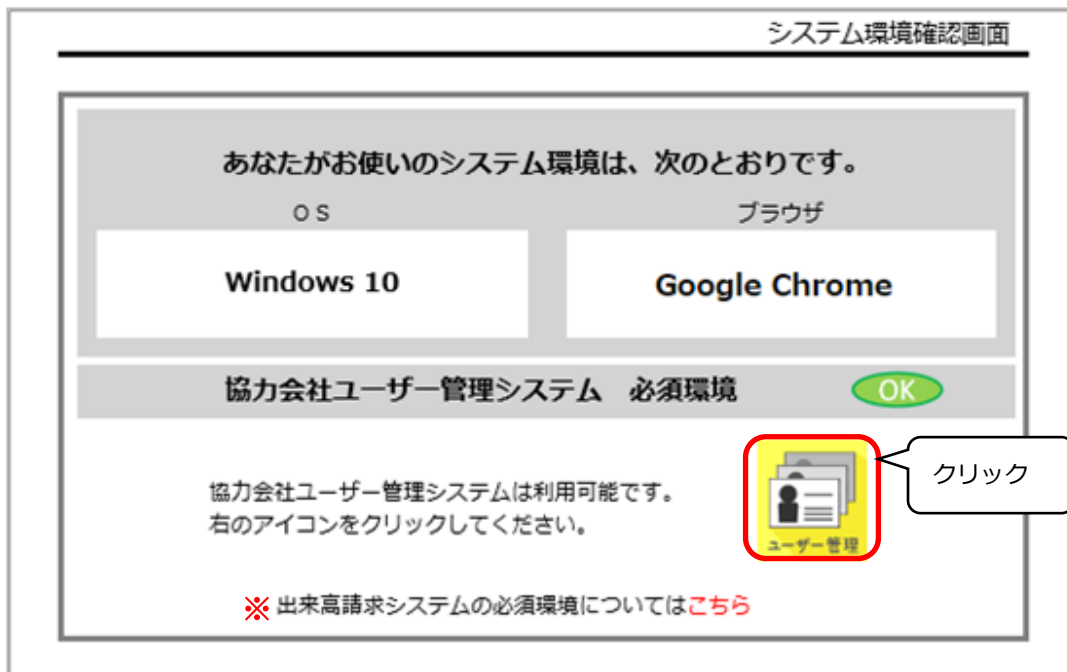 システム環境確認画面
あなたがお使いのシステム環境は、次のとおりです。
ＯＳ
ブラウザ
Windows 10
Google Chrome
協力会社ユーザー管理システム　必須環境
OK
協力会社ユーザー管理システムは利用可能です。
右のアイコンをクリックしてください。
ユーザー管理
クリック
※ 出来高請求システムの必須環境についてはこちら